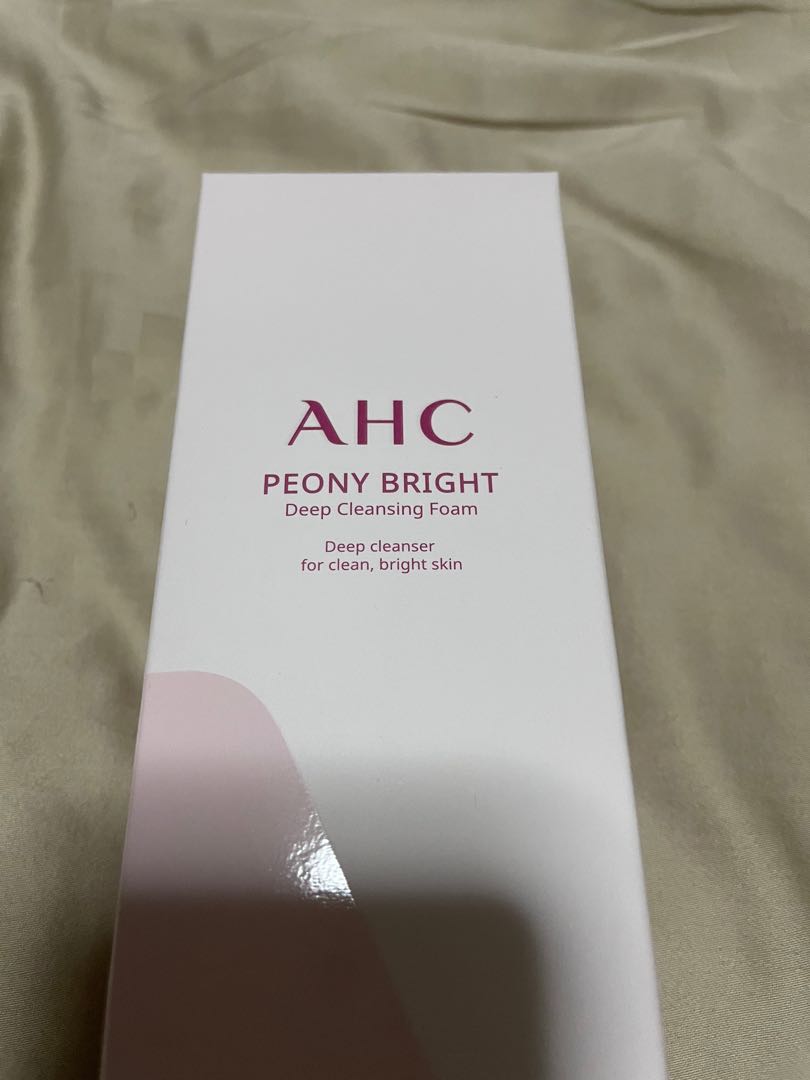 AHC
PEONY BRIGHT
Deep Cleansing Foam
Deep cleanser
for clean, bright skin